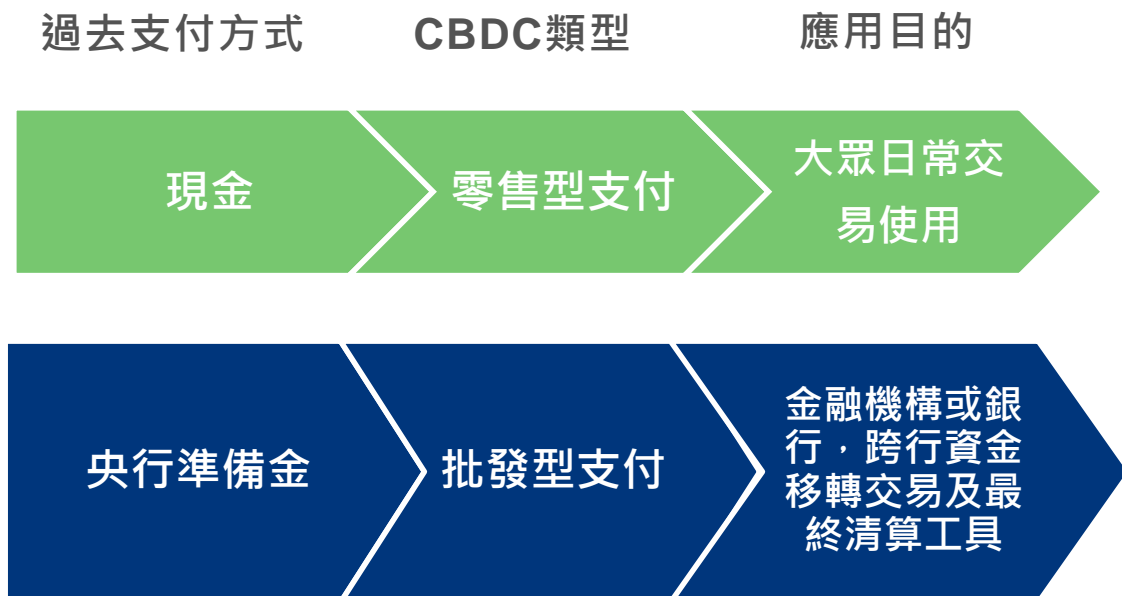 過去支付方式 CBDC類型 應用目的
現金 零售型支付 大眾日常交
易使用
央行準備金 批發型支付 金融機構或銀
行，跨行資金
移轉交易及最
終清算工具